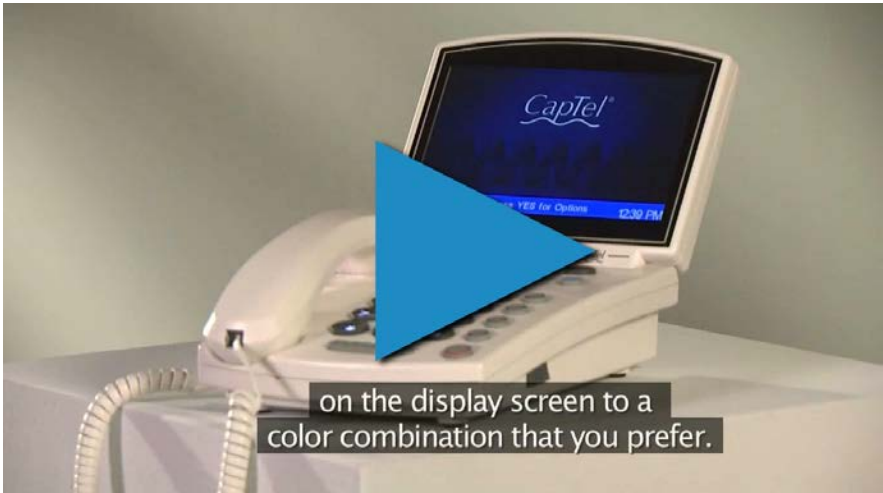 CapTel®
YES for Options 12:39 PM
on the display screen to a
color combination that you prefer.